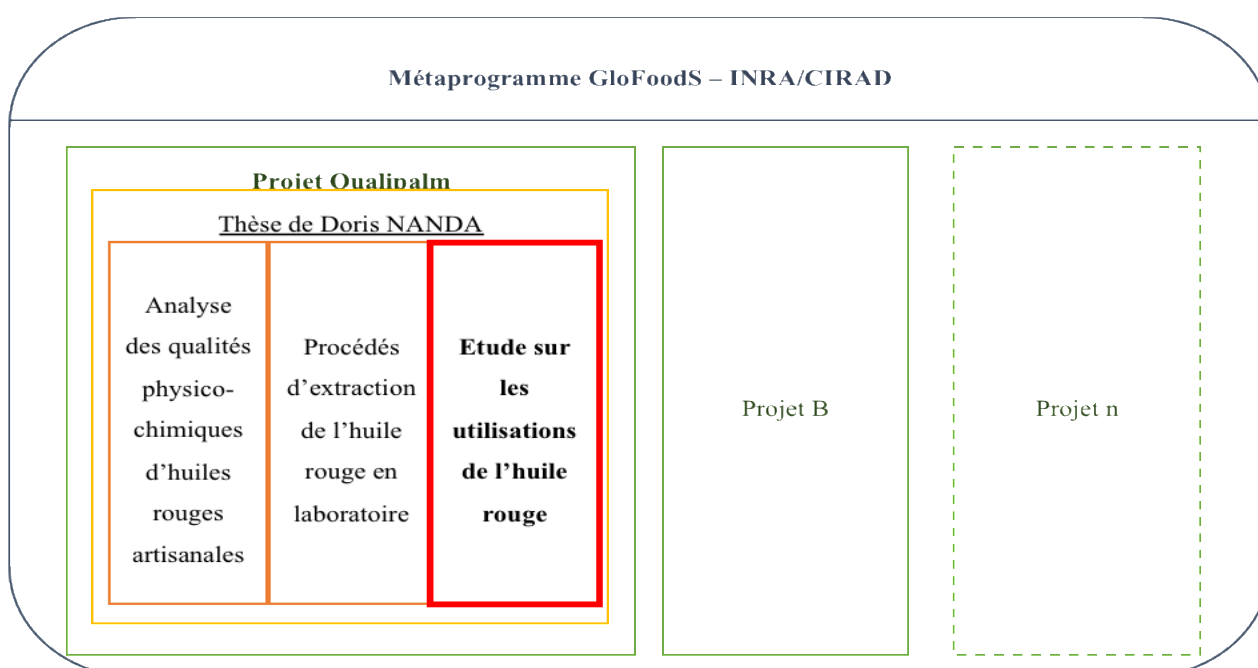 Métaprogramme GloFoodS – INRA/CIRAD
Projet Qualipalm
Thèse de Doris NANDA
Analyse
des qualités
physico-
chimiques
d’huiles
rouges
artisanales
Procédés
d’extraction
de l’huile
rouge en
laboratoire
Etude sur
les
utilisations
de l’huile
rouge
Projet B
Projet n